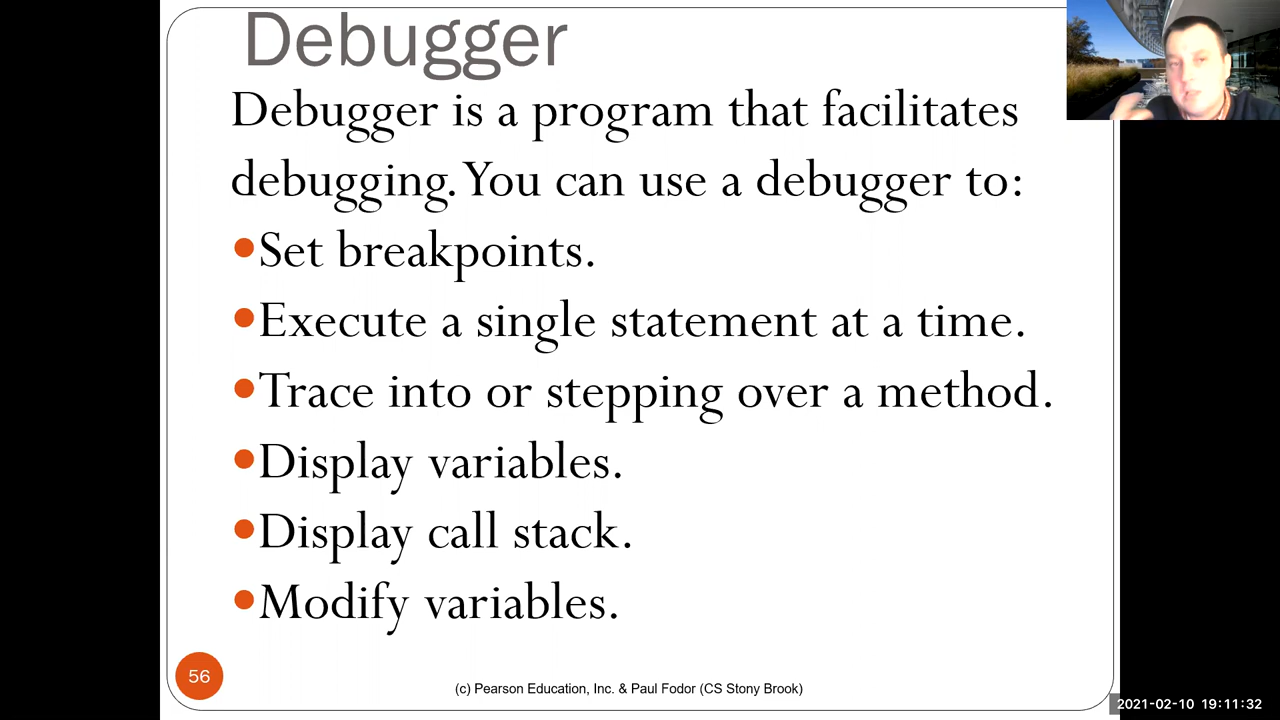 Debugger
Debugger is a program that facilitates
debugging. You can use a debugger to:
•Set breakpoints.
•Execute a single statement at a time.
•Trace into or stepping over a method.
•Display variables.
•Display call stack.
•Modify variables.
56
(c) Pearson Education, Inc. & Paul Fodor (CS Stony Brook)
2021-02-10 19:11:32